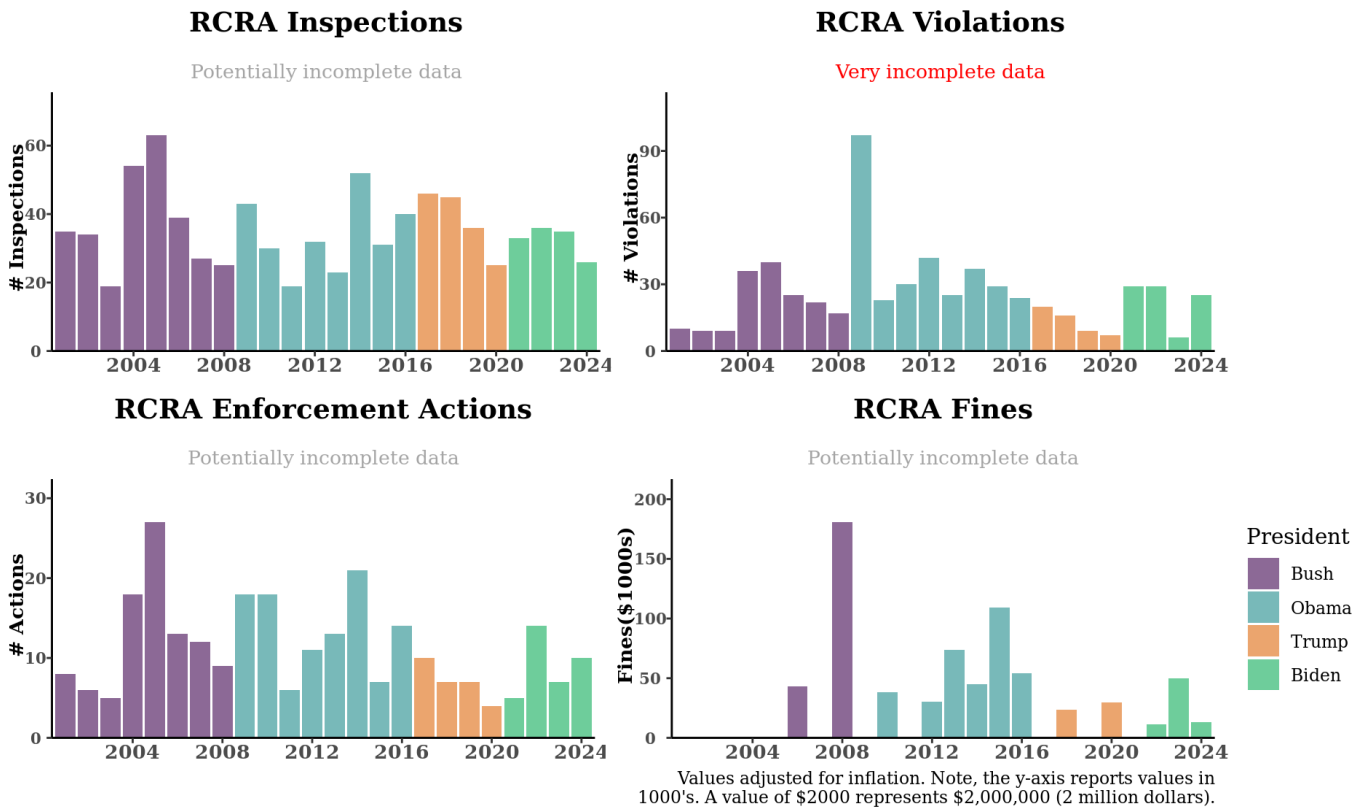 RCRA Inspections
Potentially incomplete data
# Inspections
60
40
20
0
2004 2008 2012 2016 2020 2024
RCRA Violations
Very incomplete data
# Violations
90
60
30
0
2004 2008 2012 2016 2020 2024
RCRA Enforcement Actions
Potentially incomplete data
# Actions
30
20
10
0
2004 2008 2012 2016 2020 2024
RCRA Fines
Potentially incomplete data
Fines($1000s)
200
150
100
50
0
2004 2008 2012 2016 2020 2024
President
Bush
Obama
Trump
Biden
Values adjusted for inflation. Note, the y-axis reports values in
1000's. A value of $2000 represents $2,000,000 (2 million dollars).